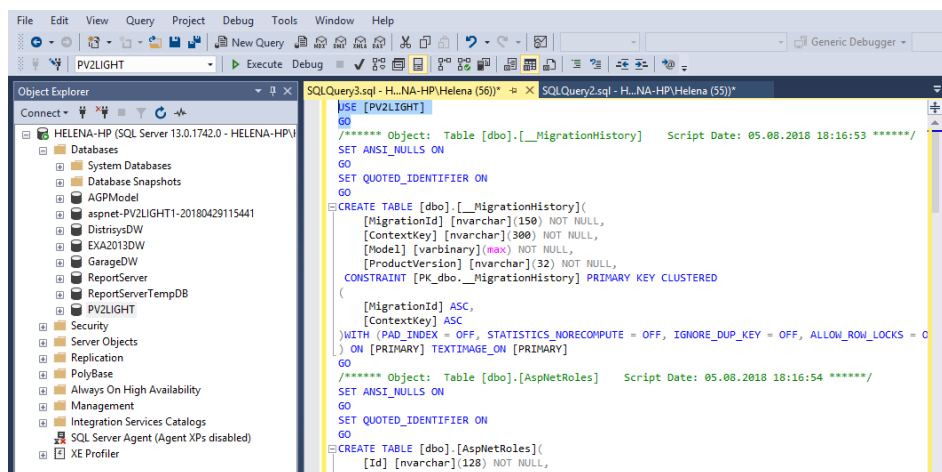 File Edit View Query Project Debug Tools Window Help
New Query MDX DMX XMLA DAX Generic Debugger
PV2LIGHT Execute Debug
Object Explorer
Connect
HELENA-HP (SQL Server 13.0.1742.0 - HELENA-HP\H
Databases
System Databases
Database Snapshots
AGPModel
aspnet-PV2LIGHT1-20180429115441
DistrisysDW
EXA2013DW
GarageDW
ReportServer
ReportServerTempDB
PV2LIGHT
Security
Server Objects
Replication
PolyBase
Always On High Availability
Management
Integration Services Catalogs
SQL Server Agent (Agent XPs disabled)
XE Profiler
SQLQuery3.sql - H...NA-HP\Helena (56))* SQLQuery2.sql - H...NA-HP\Helena (55))*
USE [PV2LIGHT]
GO
/****** Object: Table [dbo].[__MigrationHistory] Script Date: 05.08.2018 18:16:53 ******/
SET ANSI_NULLS ON
GO
SET QUOTED_IDENTIFIER ON
GO
CREATE TABLE [dbo].[__MigrationHistory](
[MigrationId] [nvarchar](150) NOT NULL,
[ContextKey] [nvarchar](300) NOT NULL,
[Model] [varbinary](max) NOT NULL,
[ProductVersion] [nvarchar](32) NOT NULL,
CONSTRAINT [PK_dbo.__MigrationHistory] PRIMARY KEY CLUSTERED
(
[MigrationId] ASC,
[ContextKey] ASC
)WITH (PAD_INDEX = OFF, STATISTICS_NORECOMPUTE = OFF, IGNORE_DUP_KEY = OFF, ALLOW_ROW_LOCKS = O
) ON [PRIMARY] TEXTIMAGE_ON [PRIMARY]
GO
/****** Object: Table [dbo].[AspNetRoles] Script Date: 05.08.2018 18:16:54 ******/
SET ANSI_NULLS ON
GO
SET QUOTED_IDENTIFIER ON
GO
CREATE TABLE [dbo].[AspNetRoles](
[Id] [nvarchar](128) NOT NULL,